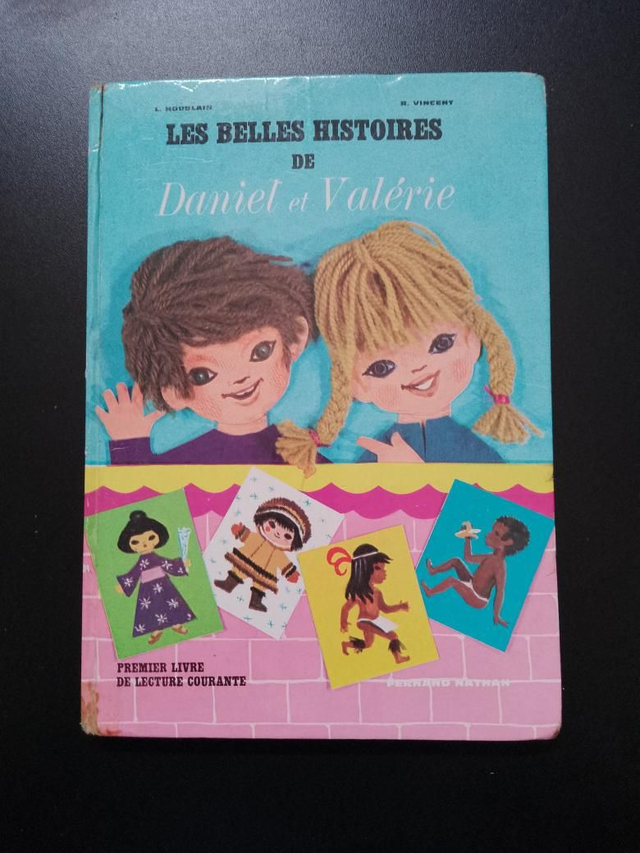 L. HOUBLAIN R. VINCENT
LES BELLES HISTOIRES
DE
Daniel et Valérie
PREMIER LIVRE
DE LECTURE COURANTE
FERNAND NATHAN